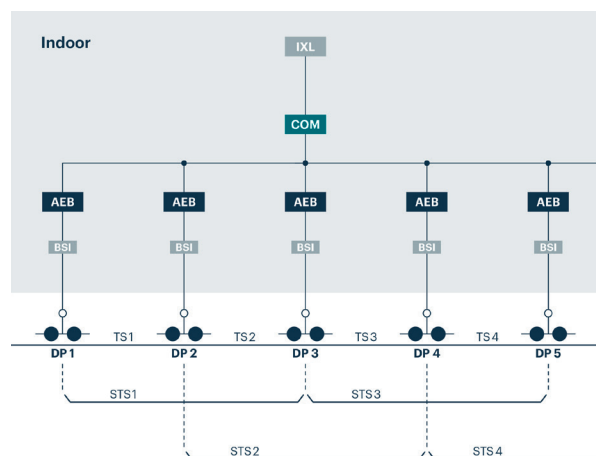 Indoor
IXL
COM
AEB AEB AEB AEB AEB
BSI BSI BSI BSI BSI
TS1 TS2 TS3 TS4
DP 1 DP 2 DP 3 DP 4 DP 5
STS1 STS3
STS2 STS4